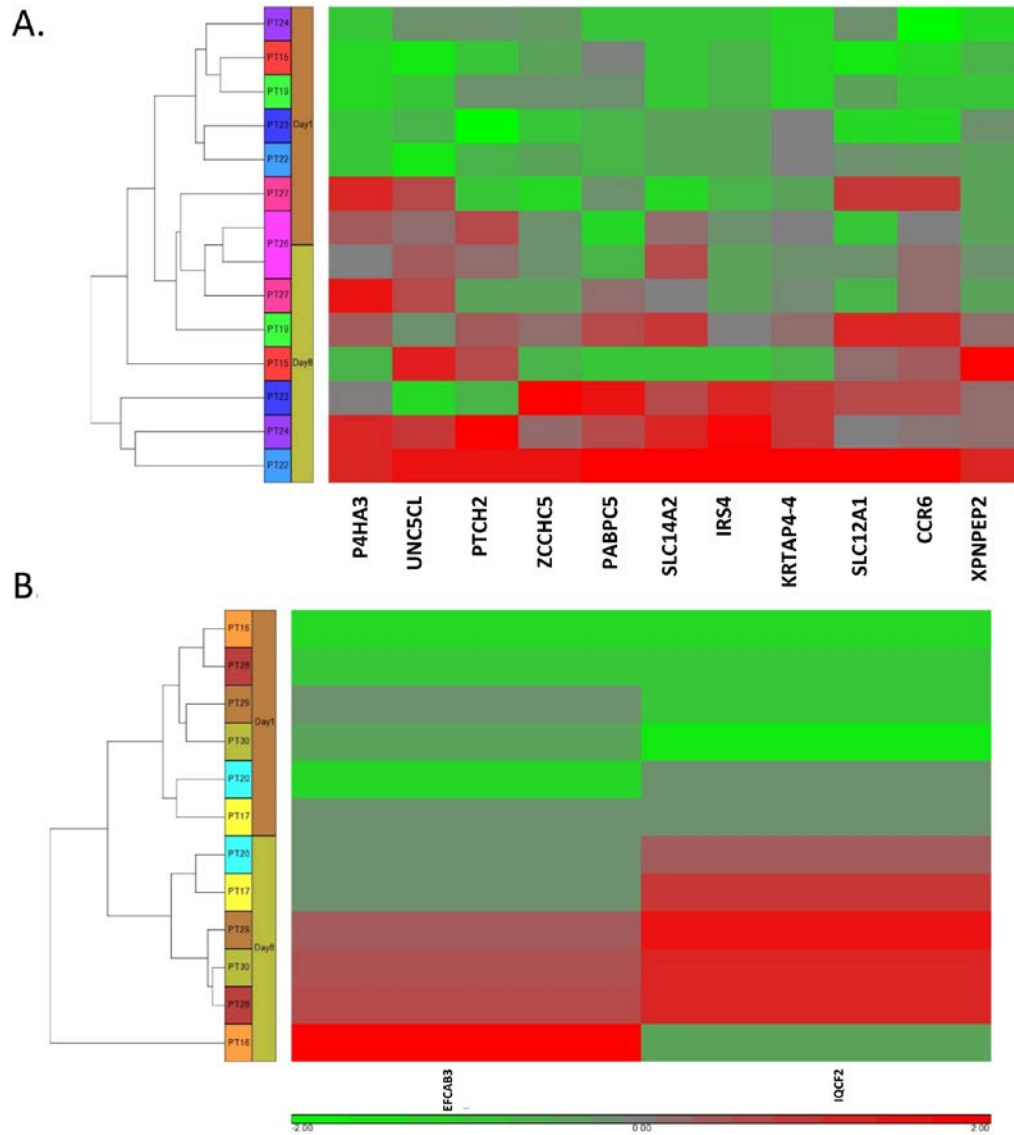 A.
PT24
PT15
PT19
PT23
PT22
PT27
PT26
PT27
PT19
PT15
PT23
PT24
PT22
Day1
Day8
P4HA3
UNC5CL
PTCH2
ZCCHC5
PABPC5
SLC14A2
IRS4
KRTAP4-4
SLC12A1
CCR6
XPNPEP2
B.
PT16
PT28
PT29
PT30
PT20
PT17
PT20
PT17
PT29
PT30
PT28
PT16
Day1
Day8
EFCAB3
IQCF2
-2.00 0.00 2.00